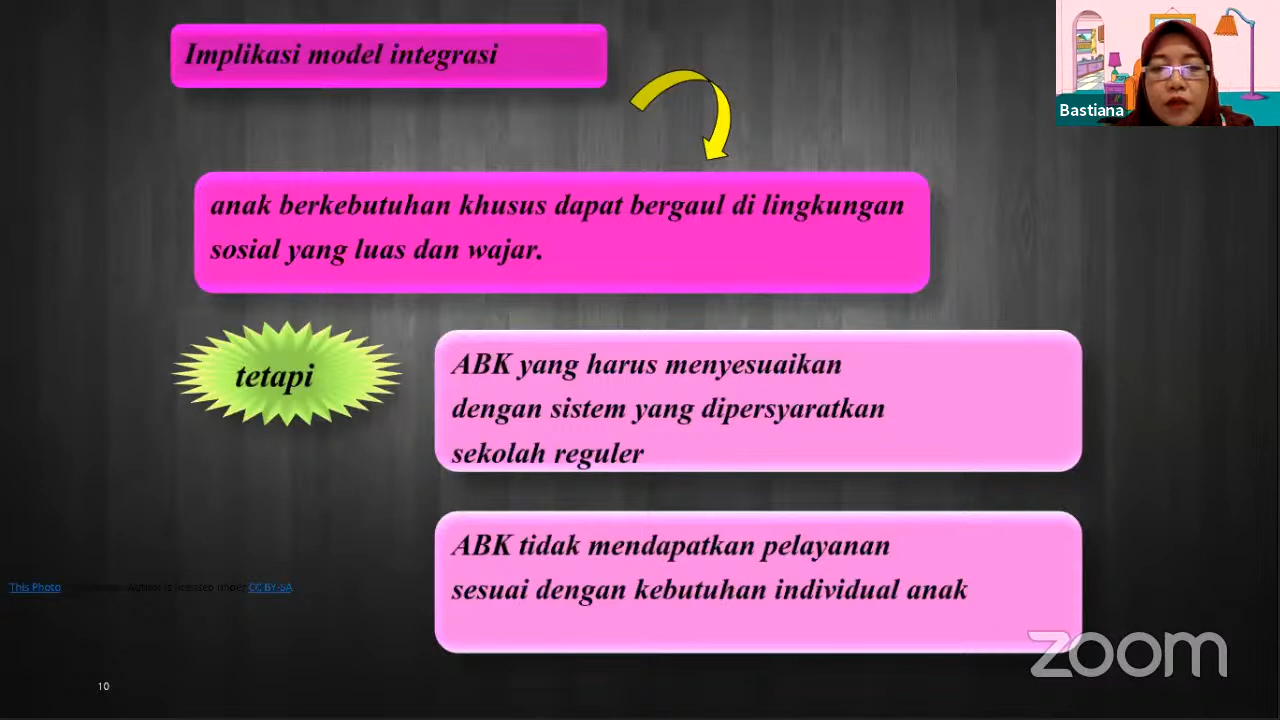 Implikasi model integrasi
Bastiana
anak berkebutuhan khusus dapat bergaul di lingkungan
sosial yang luas dan wajar.
tetapi
ABK yang harus menyesuaikan
dengan sistem yang dipersyaratkan
sekolah reguler
ABK tidak mendapatkan pelayanan
sesuai dengan kebutuhan individual anak
This Photo Author is licensed under CC BY-SA
zoom
10